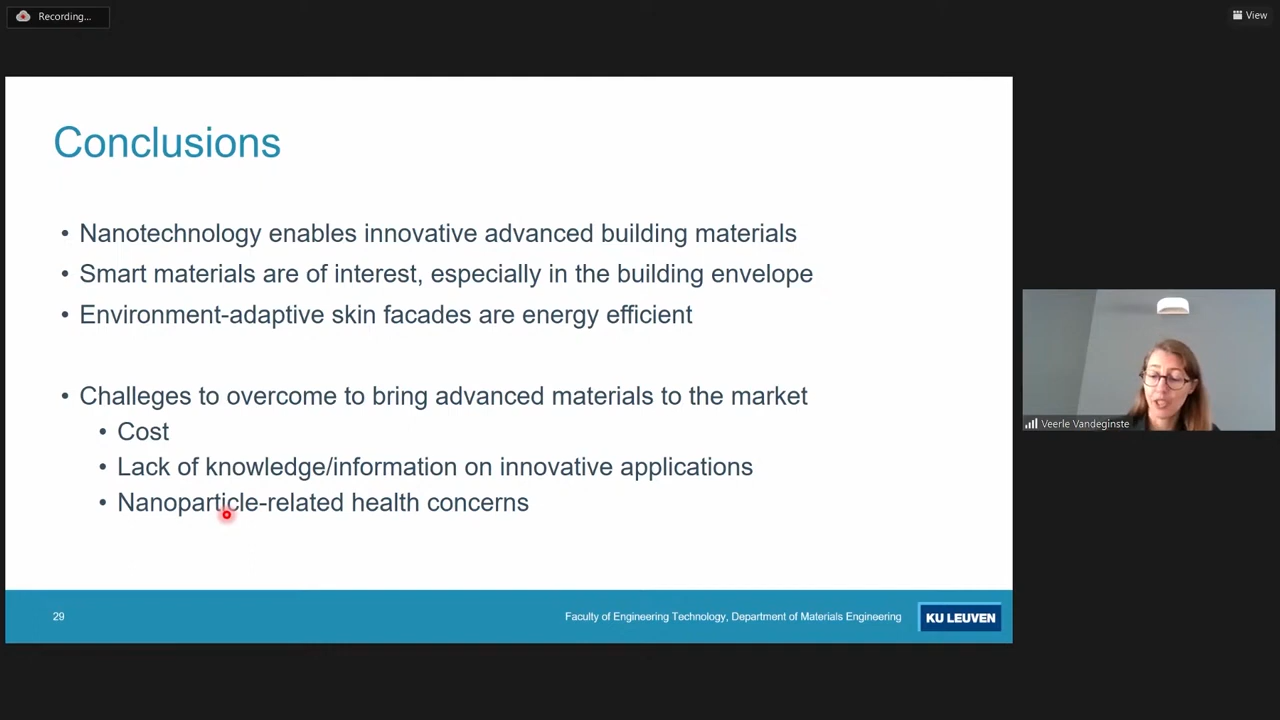 Recording...
View
Conclusions
• Nanotechnology enables innovative advanced building materials
• Smart materials are of interest, especially in the building envelope
• Environment-adaptive skin facades are energy efficient
• Challeges to overcome to bring advanced materials to the market
• Cost
• Lack of knowledge/information on innovative applications
• Nanoparticle-related health concerns
Veerle Vandeginste
29
Faculty of Engineering Technology, Department of Materials Engineering
KU LEUVEN